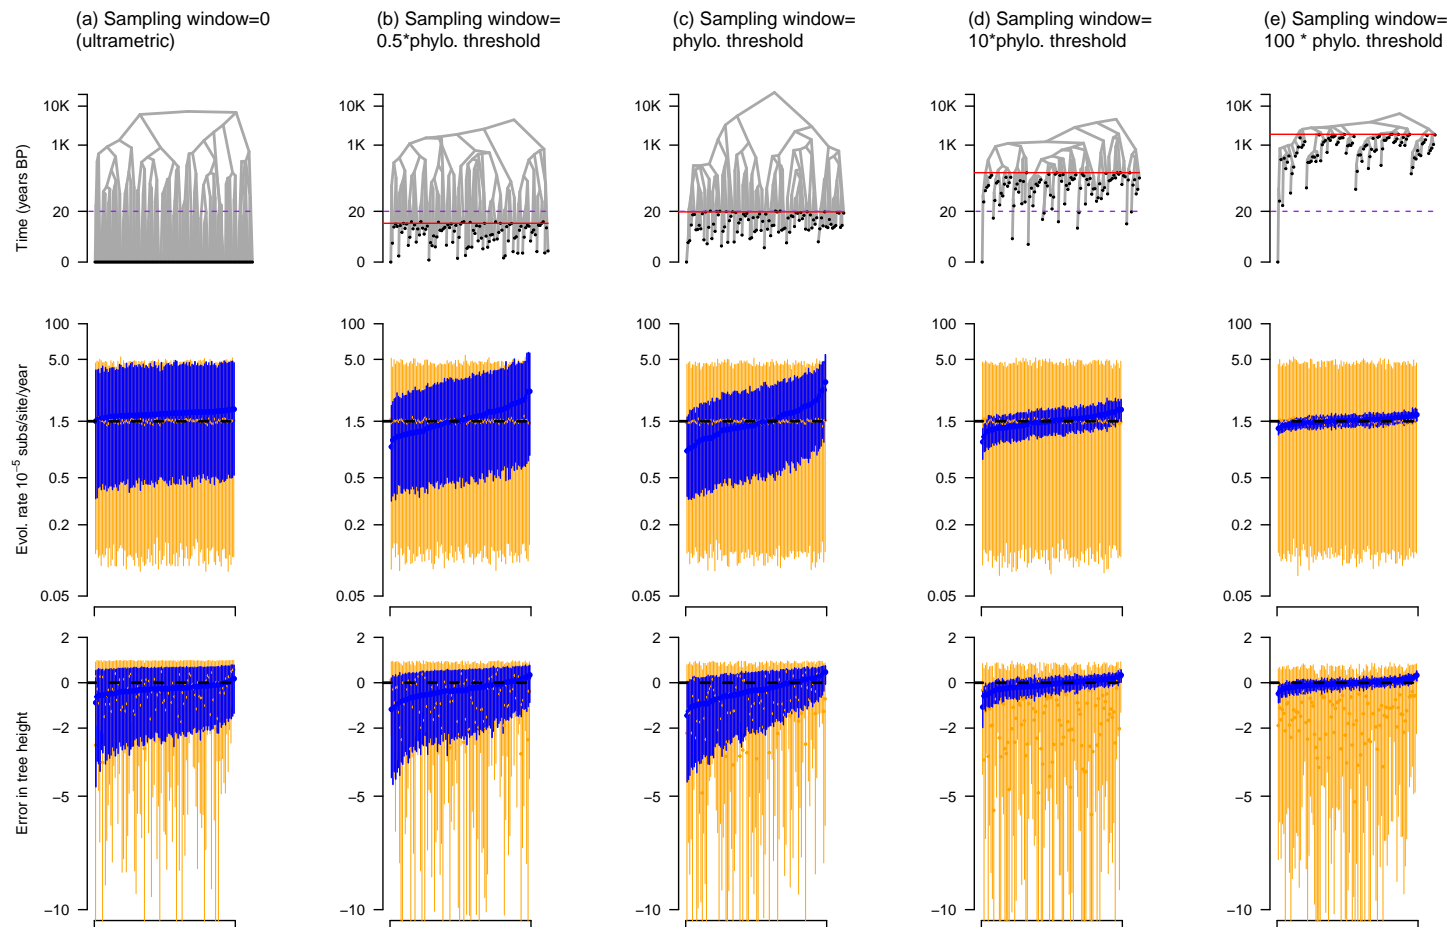 (a) Sampling window=0
(ultrametric)
(b) Sampling window=
0.5*phylo. threshold
(c) Sampling window=
phylo. threshold
(d) Sampling window=
10*phylo. threshold
(e) Sampling window=
100 * phylo. threshold
Time (years BP)
10K
1K
20
0
10K
1K
20
0
10K
1K
20
0
10K
1K
20
0
10K
1K
20
0
Evol. rate 10⁻⁵ subs/site/year
100
5.0
1.5
0.5
0.2
0.05
100
5.0
1.5
0.5
0.2
0.05
100
5.0
1.5
0.5
0.2
0.05
100
5.0
1.5
0.5
0.2
0.05
100
5.0
1.5
0.5
0.2
0.05
Error in tree height
2
0
−2
−5
−10
2
0
−2
−5
−10
2
0
−2
−5
−10
2
0
−2
−5
−10
2
0
−2
−5
−10